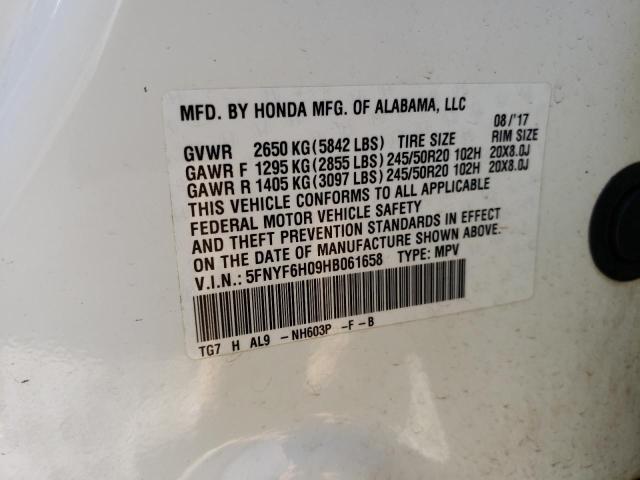 MFD. BY HONDA MFG. OF ALABAMA, LLC
08/'17
GVWR 2650 KG(5842 LBS) TIRE SIZE RIM SIZE
GAWR F 1295 KG(2855 LBS) 245/50R20 102H 20X8.0J
GAWR R 1405 KG(3097 LBS) 245/50R20 102H 20X8.0J
THIS VEHICLE CONFORMS TO ALL APPLICABLE
FEDERAL MOTOR VEHICLE SAFETY
AND THEFT PREVENTION STANDARDS IN EFFECT
ON THE DATE OF MANUFACTURE SHOWN ABOVE.
V.I.N.: 5FNYF6H09HB061658 TYPE: MPV
TG7 H AL9 -NH603P -F-B